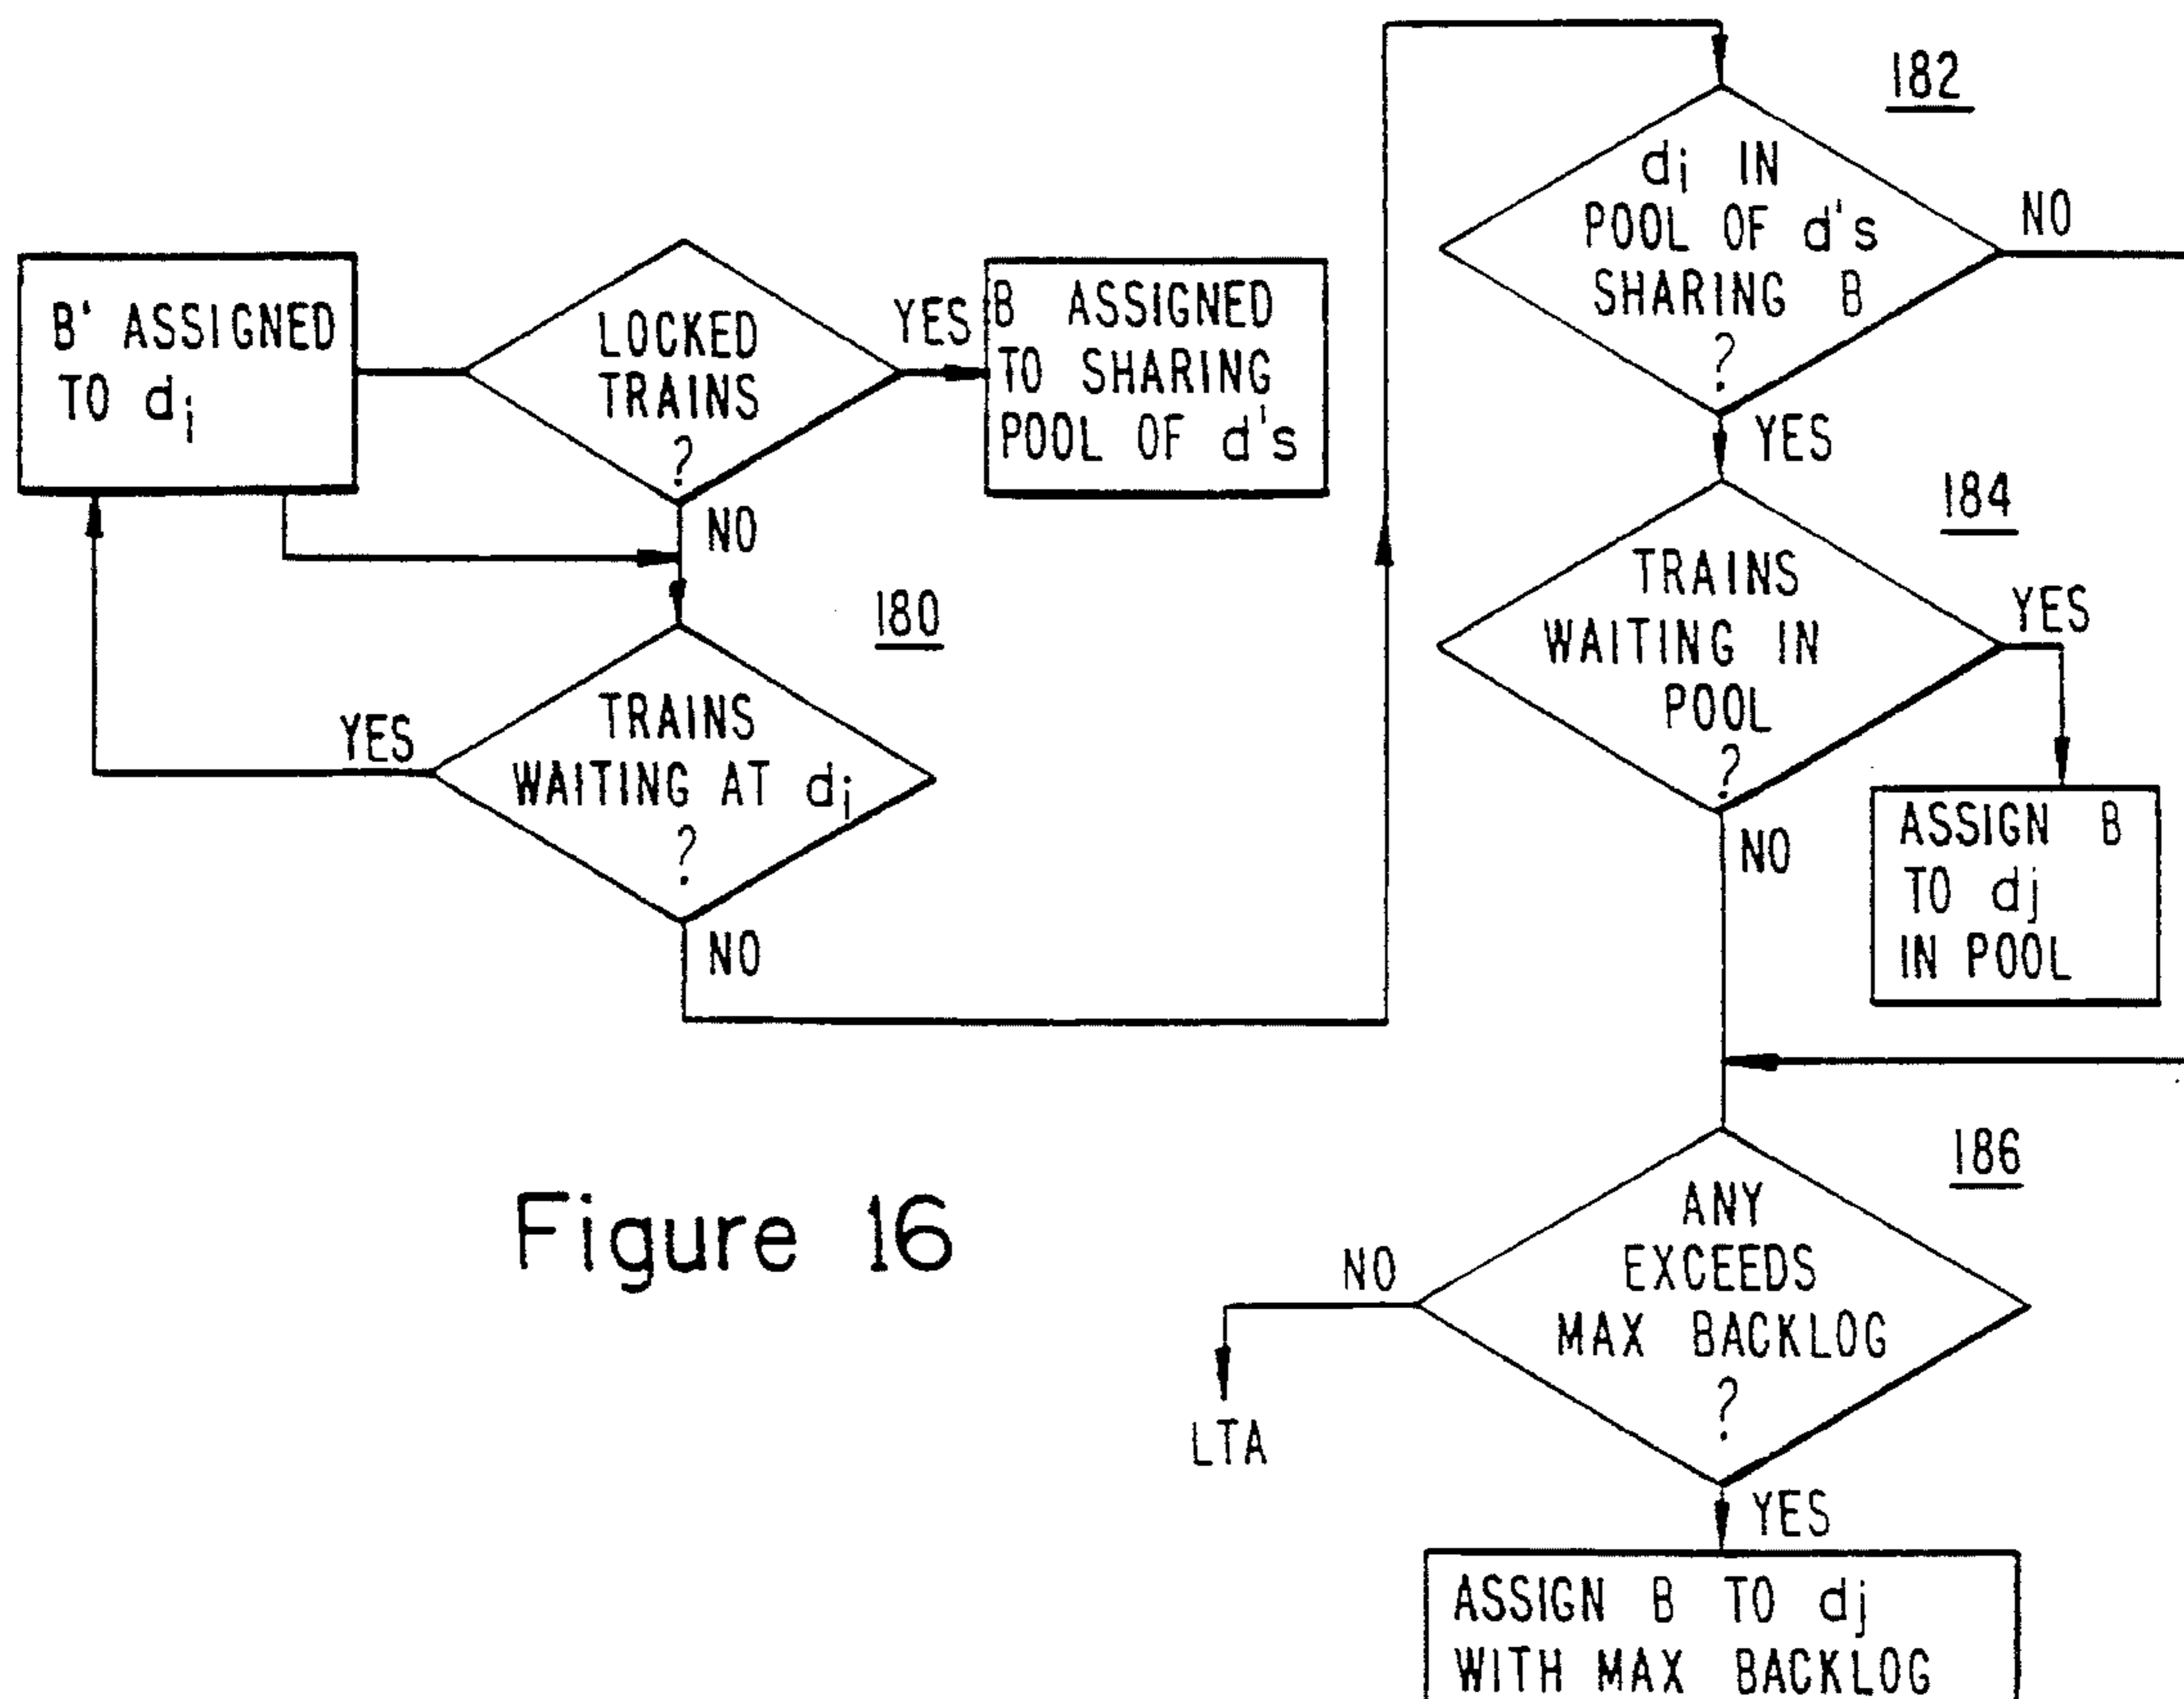 B' ASSIGNED
TO di
LOCKED
TRAINS
?
YES
B ASSIGNED
TO SHARING
POOL OF d's
NO
180
TRAINS
WAITING AT di
?
YES
NO
182
di IN
POOL OF d's
SHARING B
?
NO
YES
184
TRAINS
WAITING IN
POOL
?
YES
NO
ASSIGN B
TO dj
IN POOL
186
ANY
EXCEEDS
MAX BACKLOG
?
NO
LTA
YES
ASSIGN B TO dj
WITH MAX BACKLOG
Figure 16